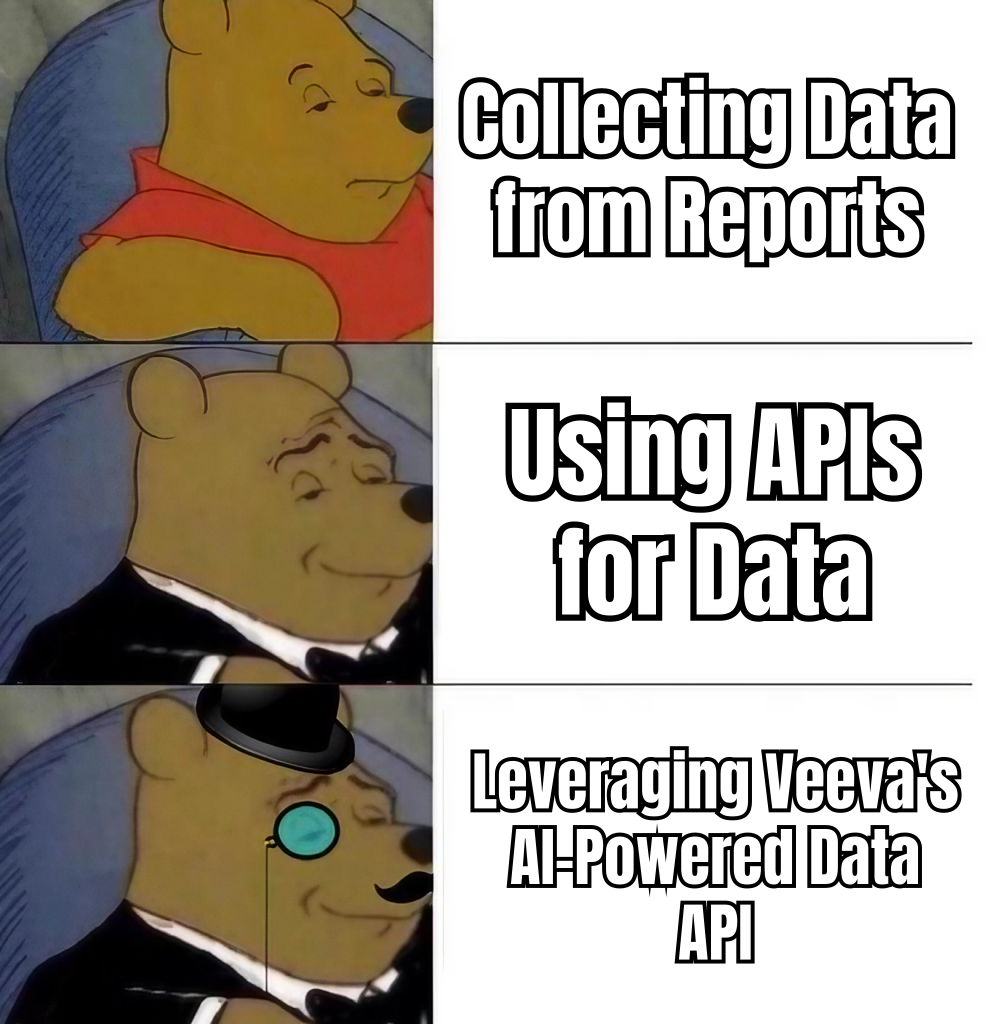 Collecting Data
from Reports
Using APIs
for Data
Leveraging Veeva's
AI-Powered Data
API